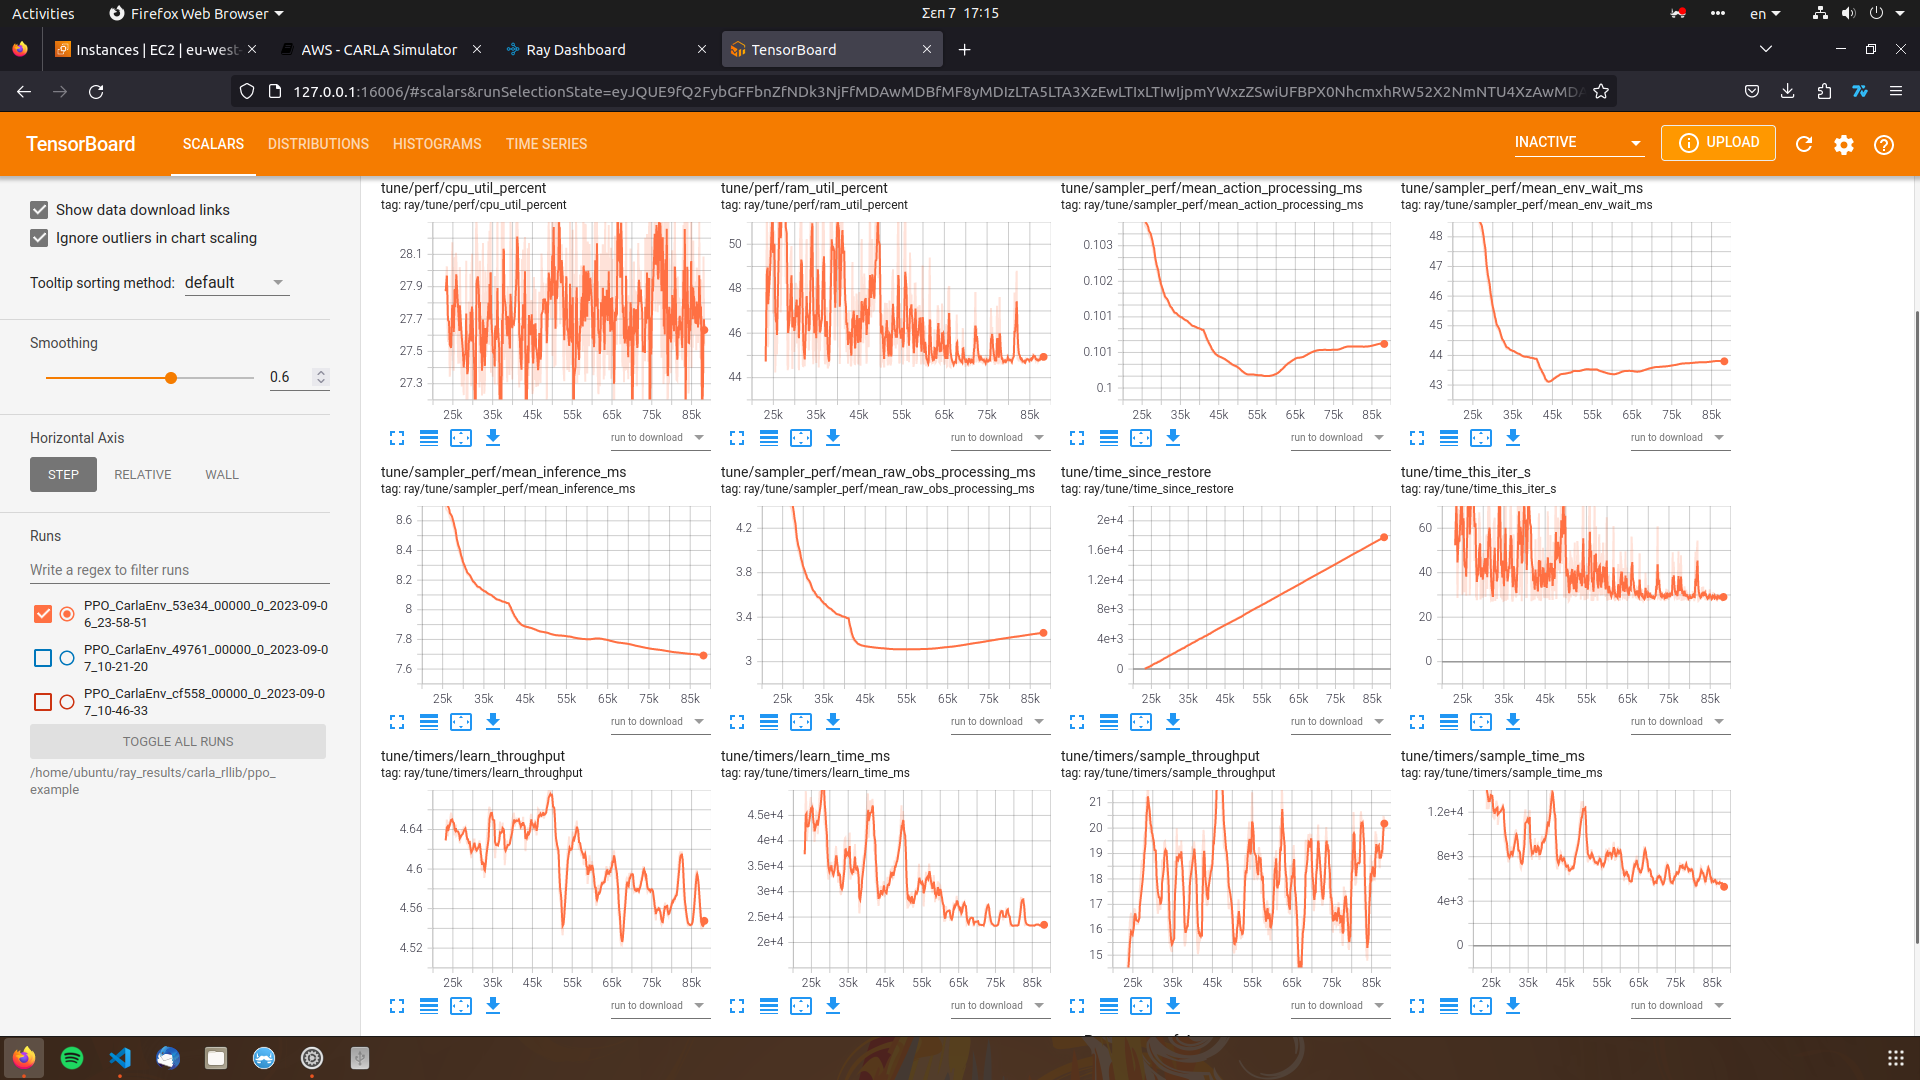 Activities Firefox Web Browser Σεπ 7 17:15 en
Instances | EC2 | eu-west- AWS - CARLA Simulator Ray Dashboard TensorBoard
TensorBoard SCALARS DISTRIBUTIONS HISTOGRAMS TIME SERIES INACTIVE UPLOAD
Show data download links
Ignore outliers in chart scaling
Tooltip sorting method: default
Smoothing
0.6
Horizontal Axis
STEP RELATIVE WALL
Runs
Write a regex to filter runs
PPO_CarlaEnv_53e34_00000_0_2023-09-0
6_23-58-51
PPO_CarlaEnv_49761_00000_0_2023-09-0
7_10-21-20
PPO_CarlaEnv_cf558_00000_0_2023-09-0
7_10-46-33
TOGGLE ALL RUNS
/home/ubuntu/ray_results/carla_rllib/ppo_
example
tune/perf/cpu_util_percent
tag: ray/tune/perf/cpu_util_percent
28.1
27.9
27.7
27.5
27.3
25k 35k 45k 55k 65k 75k 85k
run to download
tune/perf/ram_util_percent
tag: ray/tune/perf/ram_util_percent
50
48
46
44
25k 35k 45k 55k 65k 75k 85k
run to download
tune/sampler_perf/mean_action_processing_ms
tag: ray/tune/sampler_perf/mean_action_processing_ms
0.103
0.102
0.101
0.101
0.1
25k 35k 45k 55k 65k 75k 85k
run to download
tune/sampler_perf/mean_env_wait_ms
tag: ray/tune/sampler_perf/mean_env_wait_ms
48
47
46
45
44
43
25k 35k 45k 55k 65k 75k 85k
run to download
tune/sampler_perf/mean_inference_ms
tag: ray/tune/sampler_perf/mean_inference_ms
8.6
8.4
8.2
8
7.8
7.6
25k 35k 45k 55k 65k 75k 85k
run to download
tune/sampler_perf/mean_raw_obs_processing_ms
tag: ray/tune/sampler_perf/mean_raw_obs_processing_ms
4.2
3.8
3.4
3
25k 35k 45k 55k 65k 75k 85k
run to download
tune/time_since_restore
tag: ray/tune/time_since_restore
2e+4
1.6e+4
1.2e+4
8e+3
4e+3
0
25k 35k 45k 55k 65k 75k 85k
run to download
tune/time_this_iter_s
tag: ray/tune/time_this_iter_s
60
40
20
0
25k 35k 45k 55k 65k 75k 85k
run to download
tune/timers/learn_throughput
tag: ray/tune/timers/learn_throughput
4.64
4.6
4.56
4.52
25k 35k 45k 55k 65k 75k 85k
run to download
tune/timers/learn_time_ms
tag: ray/tune/timers/learn_time_ms
4.5e+4
4e+4
3.5e+4
3e+4
2.5e+4
2e+4
25k 35k 45k 55k 65k 75k 85k
run to download
tune/timers/sample_throughput
tag: ray/tune/timers/sample_throughput
21
20
19
18
17
16
15
25k 35k 45k 55k 65k 75k 85k
run to download
tune/timers/sample_time_ms
tag: ray/tune/timers/sample_time_ms
1.2e+4
8e+3
4e+3
0
25k 35k 45k 55k 65k 75k 85k
run to download